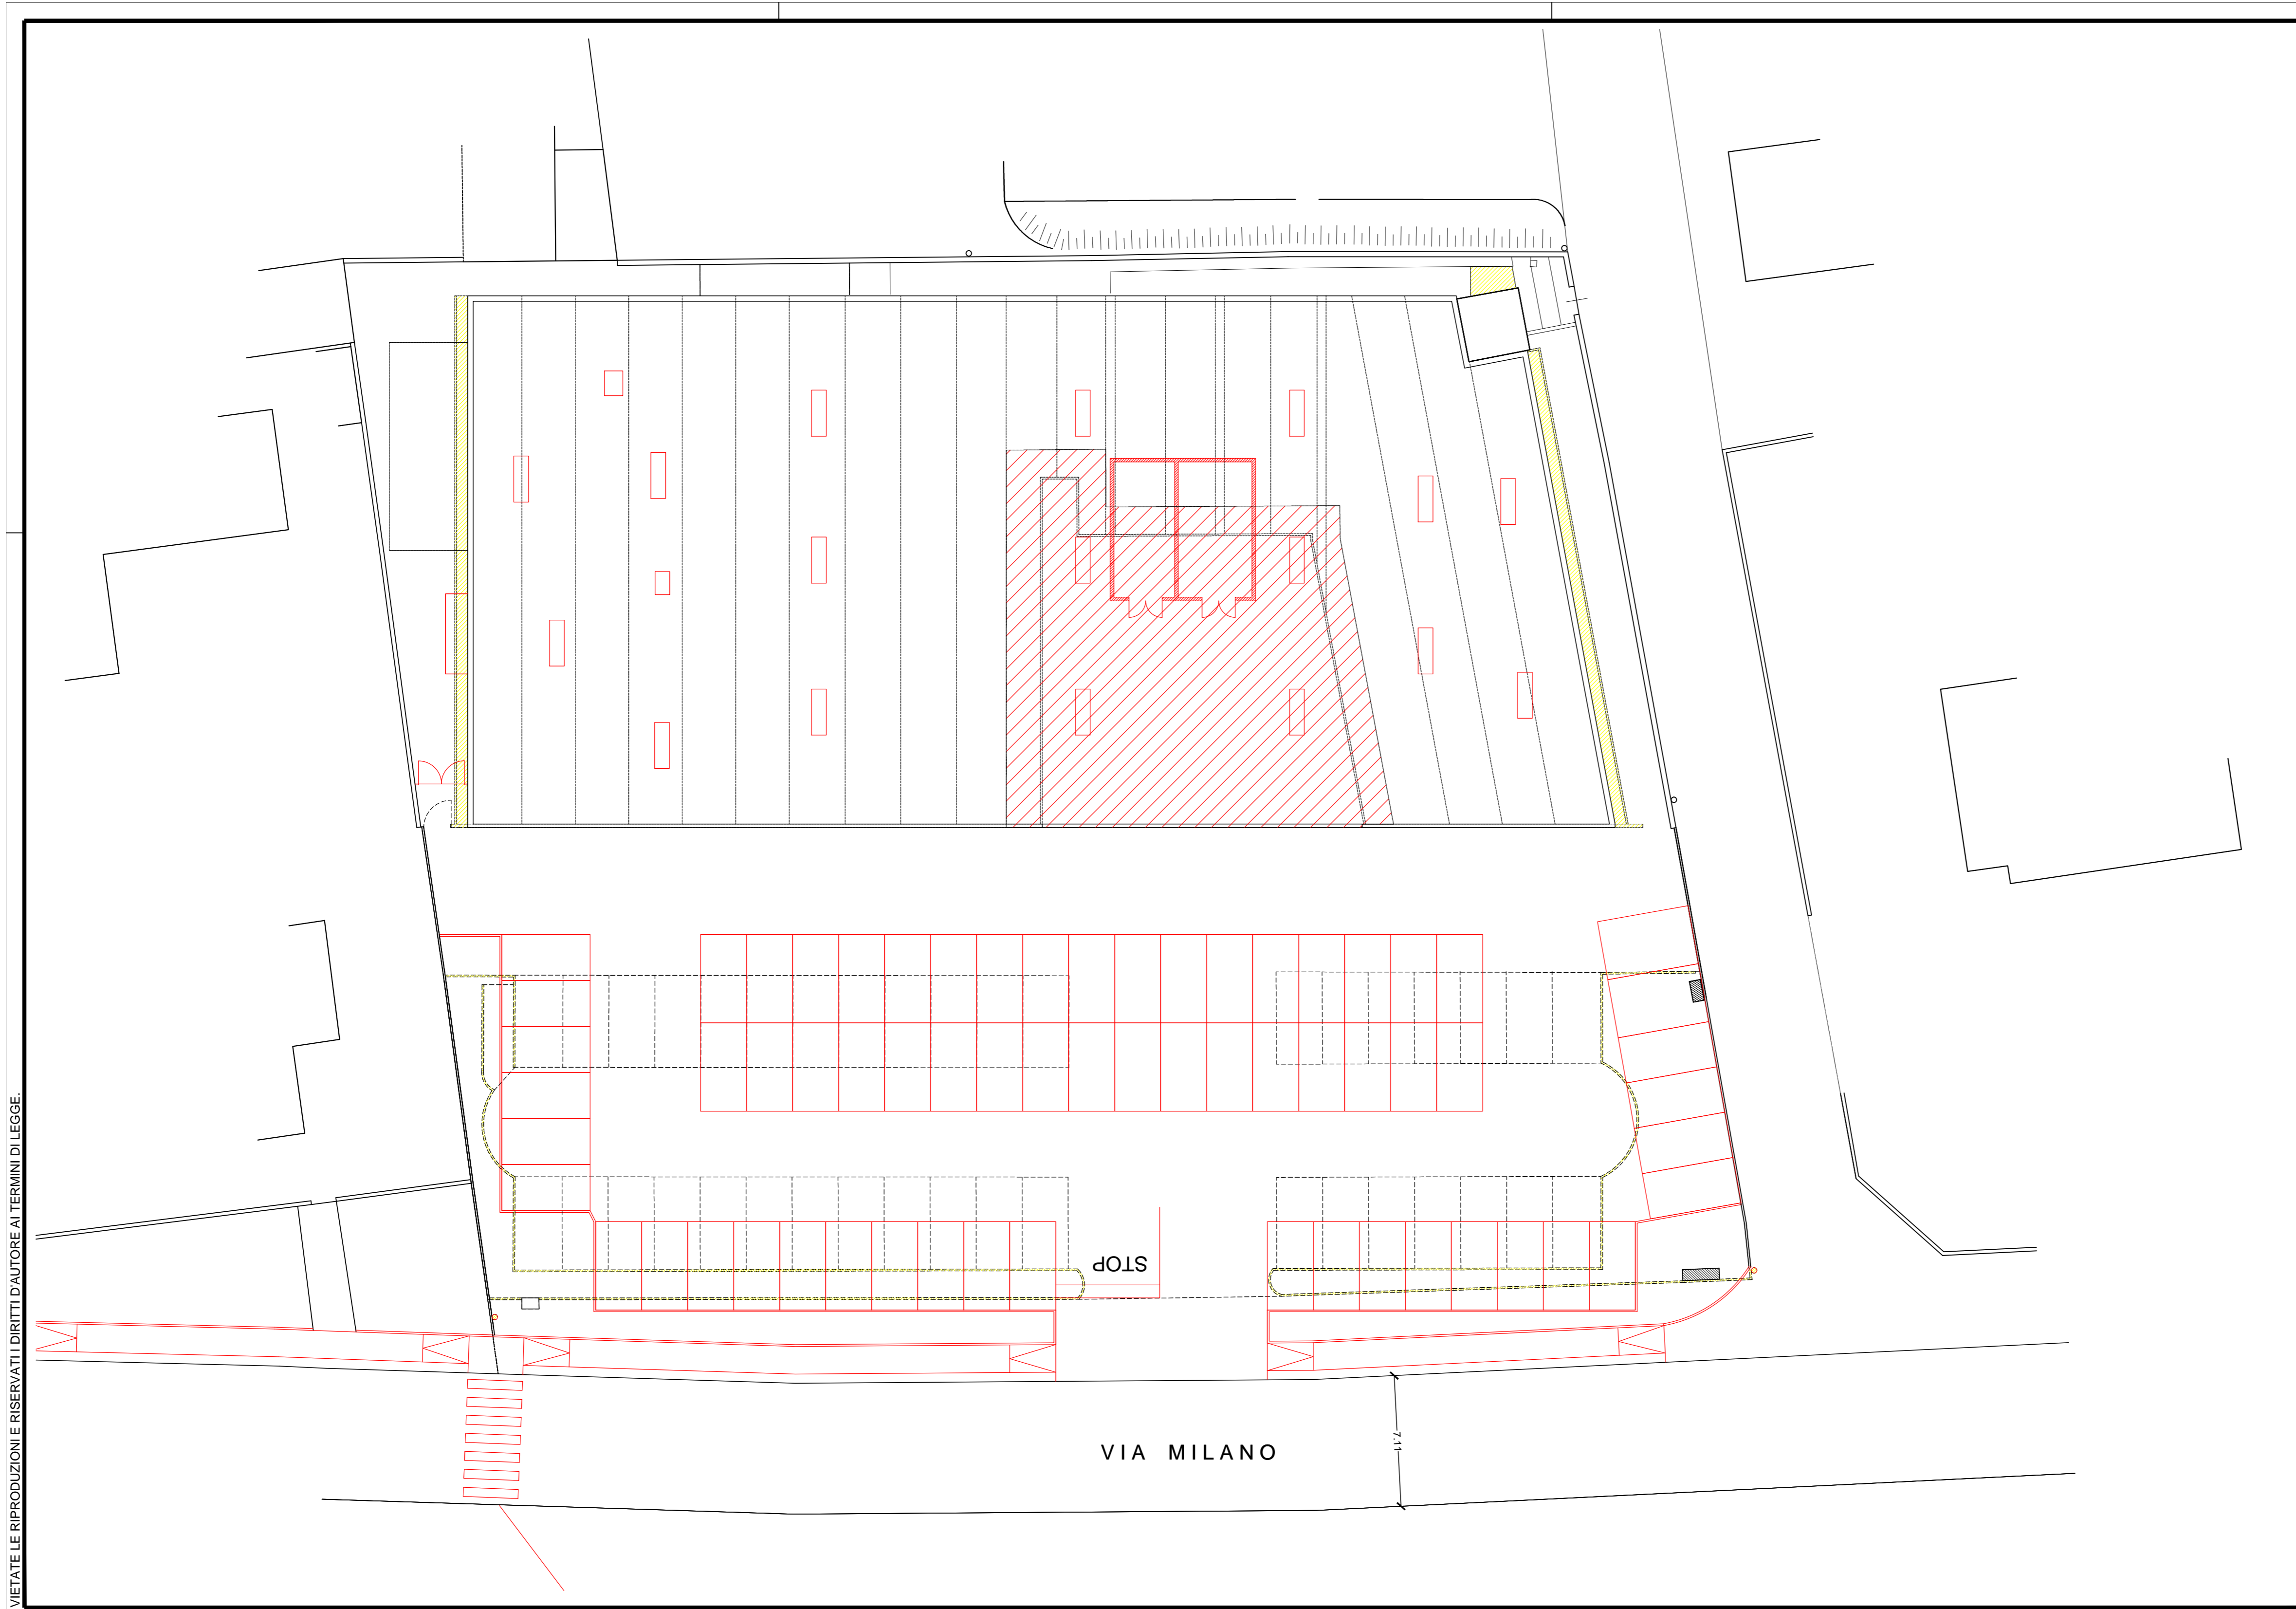 STOP
VIA MILANO
7.11
VIETATE LE RIPRODUZIONI E RISERVATI I DIRITTI D'AUTORE AI TERMINI DI LEGGE.